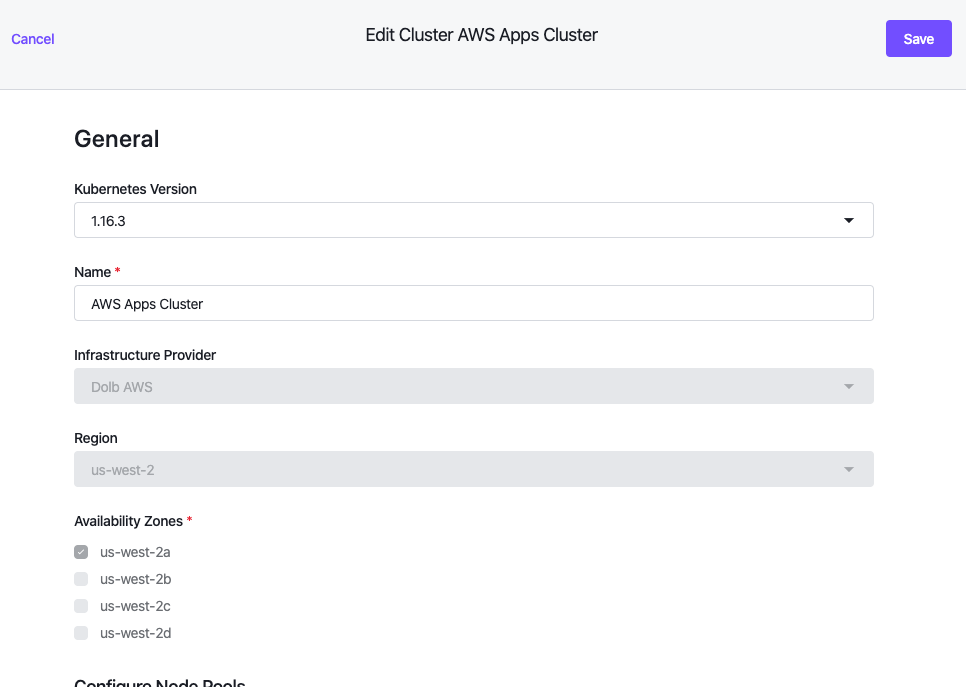 Cancel
Edit Cluster AWS Apps Cluster
Save
General
Kubernetes Version
1.16.3
Name *
AWS Apps Cluster
Infrastructure Provider
Dolb AWS
Region
us-west-2
Availability Zones *
us-west-2a
us-west-2b
us-west-2c
us-west-2d
Configure Node Pools